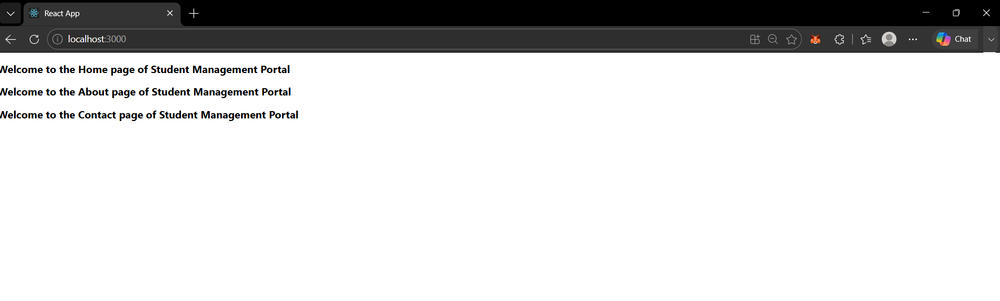 React App
localhost:3000
Chat
Welcome to the Home page of Student Management Portal
Welcome to the About page of Student Management Portal
Welcome to the Contact page of Student Management Portal